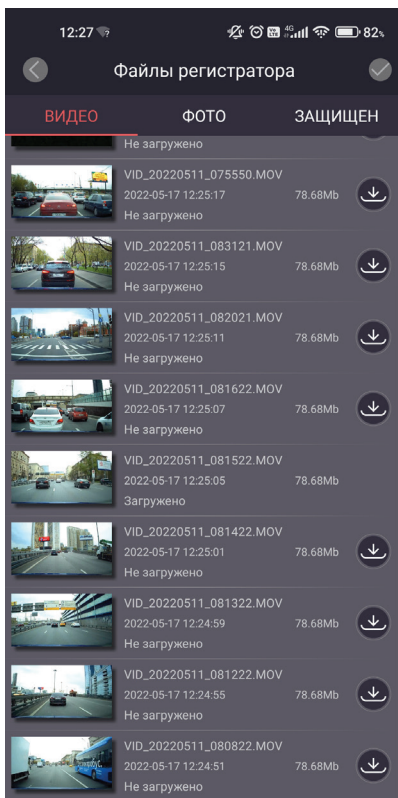 12:27
4G
82%
Файлы регистратора
ВИДЕО
ФОТО
ЗАЩИЩЕН
Не загружено
VID_20220511_075550.MOV
2022-05-17 12:25:17
78.68Mb
Не загружено
VID_20220511_083121.MOV
2022-05-17 12:25:15
78.68Mb
Не загружено
VID_20220511_082021.MOV
2022-05-17 12:25:11
78.68Mb
Не загружено
VID_20220511_081622.MOV
2022-05-17 12:25:07
78.68Mb
Не загружено
VID_20220511_081522.MOV
2022-05-17 12:25:05
78.68Mb
Загружено
VID_20220511_081422.MOV
2022-05-17 12:25:01
78.68Mb
Не загружено
VID_20220511_081322.MOV
2022-05-17 12:24:59
78.68Mb
Не загружено
VID_20220511_081222.MOV
2022-05-17 12:24:55
78.68Mb
Не загружено
VID_20220511_080822.MOV
2022-05-17 12:24:51
78.68Mb
Не загружено